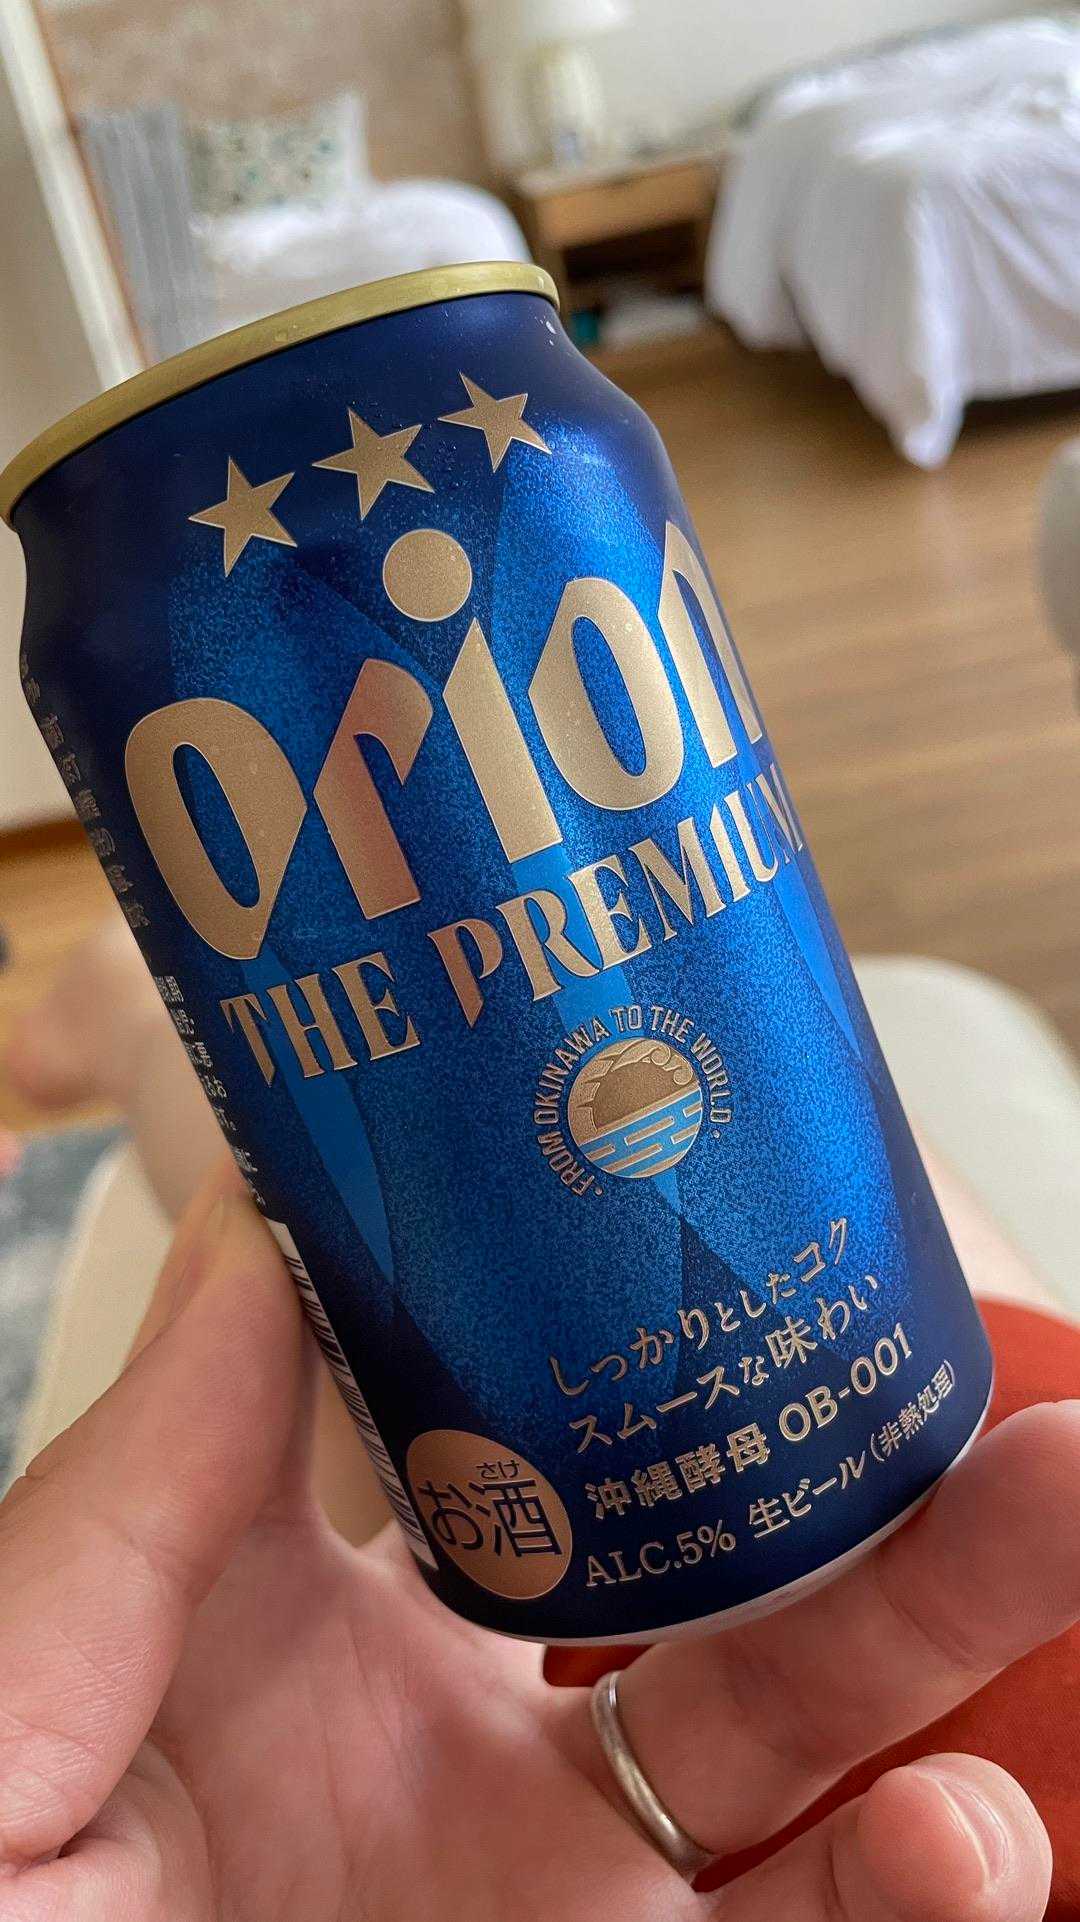 orion
THE PREMIUM
·FROM OKINAWA TO THE WORLD·
しっかりとしたコク
スムースな味わい
沖縄酵母 OB-001
ALC.5% 生ビール(非熱処理)
さけ
お酒